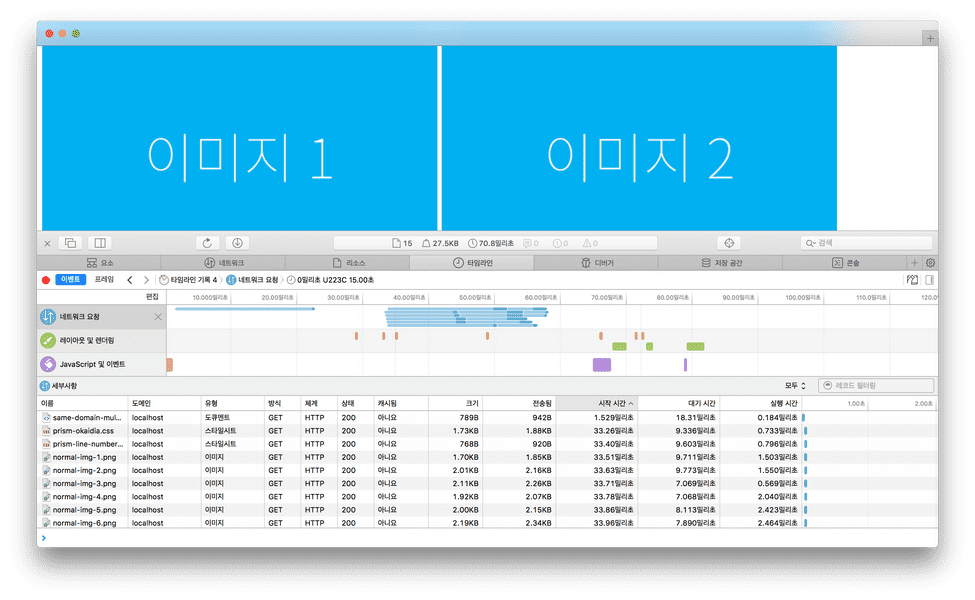 이미지 1 이미지 2
15 27.5KB 70.8밀리초 0 0 0 검색
요소 네트워크 리소스 타임라인 디버거 저장 공간 콘솔
이벤트 프레임 타임라인 기록 4 네트워크 요청 0밀리초 U223C 15.00초
편집 10.000밀리초 20.00밀리초 30.00밀리초 40.00밀리초 50.00밀리초 60.00밀리초 70.00밀리초 80.00밀리초 90.00밀리초 100.00밀리초 110.0밀리초 120.0
네트워크 요청
레이아웃 및 렌더링
JavaScript 및 이벤트
세부사항 모두 레코드 필터링
이름 도메인 유형 방식 체계 상태 캐시됨 크기 전송됨 시작 시간 대기 시간 실행 시간 1.00초 2.00초
same-domain-mul... localhost 도큐멘트 GET HTTP 200 아니요 789B 942B 1.529밀리초 18.31밀리초 0.184밀리초
prism-okaidia.css localhost 스타일시트 GET HTTP 200 아니요 1.73KB 1.88KB 33.26밀리초 9.336밀리초 0.733밀리초
prism-line-number... localhost 스타일시트 GET HTTP 200 아니요 768B 920B 33.40밀리초 9.603밀리초 0.796밀리초
normal-img-1.png localhost 이미지 GET HTTP 200 아니요 1.70KB 1.85KB 33.51밀리초 9.711밀리초 1.503밀리초
normal-img-2.png localhost 이미지 GET HTTP 200 아니요 2.01KB 2.16KB 33.63밀리초 9.773밀리초 1.550밀리초
normal-img-3.png localhost 이미지 GET HTTP 200 아니요 2.11KB 2.26KB 33.71밀리초 7.069밀리초 0.569밀리초
normal-img-4.png localhost 이미지 GET HTTP 200 아니요 1.92KB 2.07KB 33.78밀리초 7.068밀리초 2.040밀리초
normal-img-5.png localhost 이미지 GET HTTP 200 아니요 2.00KB 2.15KB 33.86밀리초 8.113밀리초 2.423밀리초
normal-img-6.png localhost 이미지 GET HTTP 200 아니요 2.19KB 2.34KB 33.96밀리초 7.890밀리초 2.464밀리초